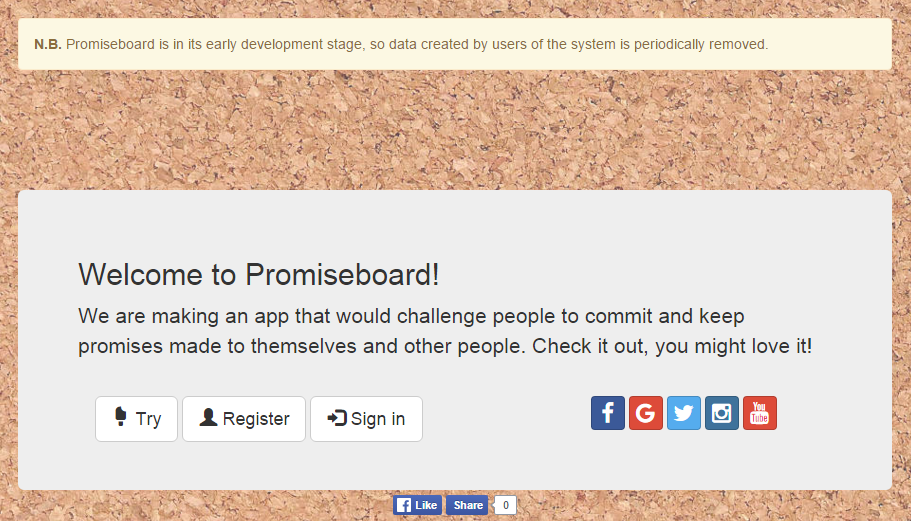 N.B. Promiseboard is in its early development stage, so data created by users of the system is periodically removed.
Welcome to Promiseboard!
We are making an app that would challenge people to commit and keep
promises made to themselves and other people. Check it out, you might love it!
Try Register Sign in
f G You Tube
f Like Share 0